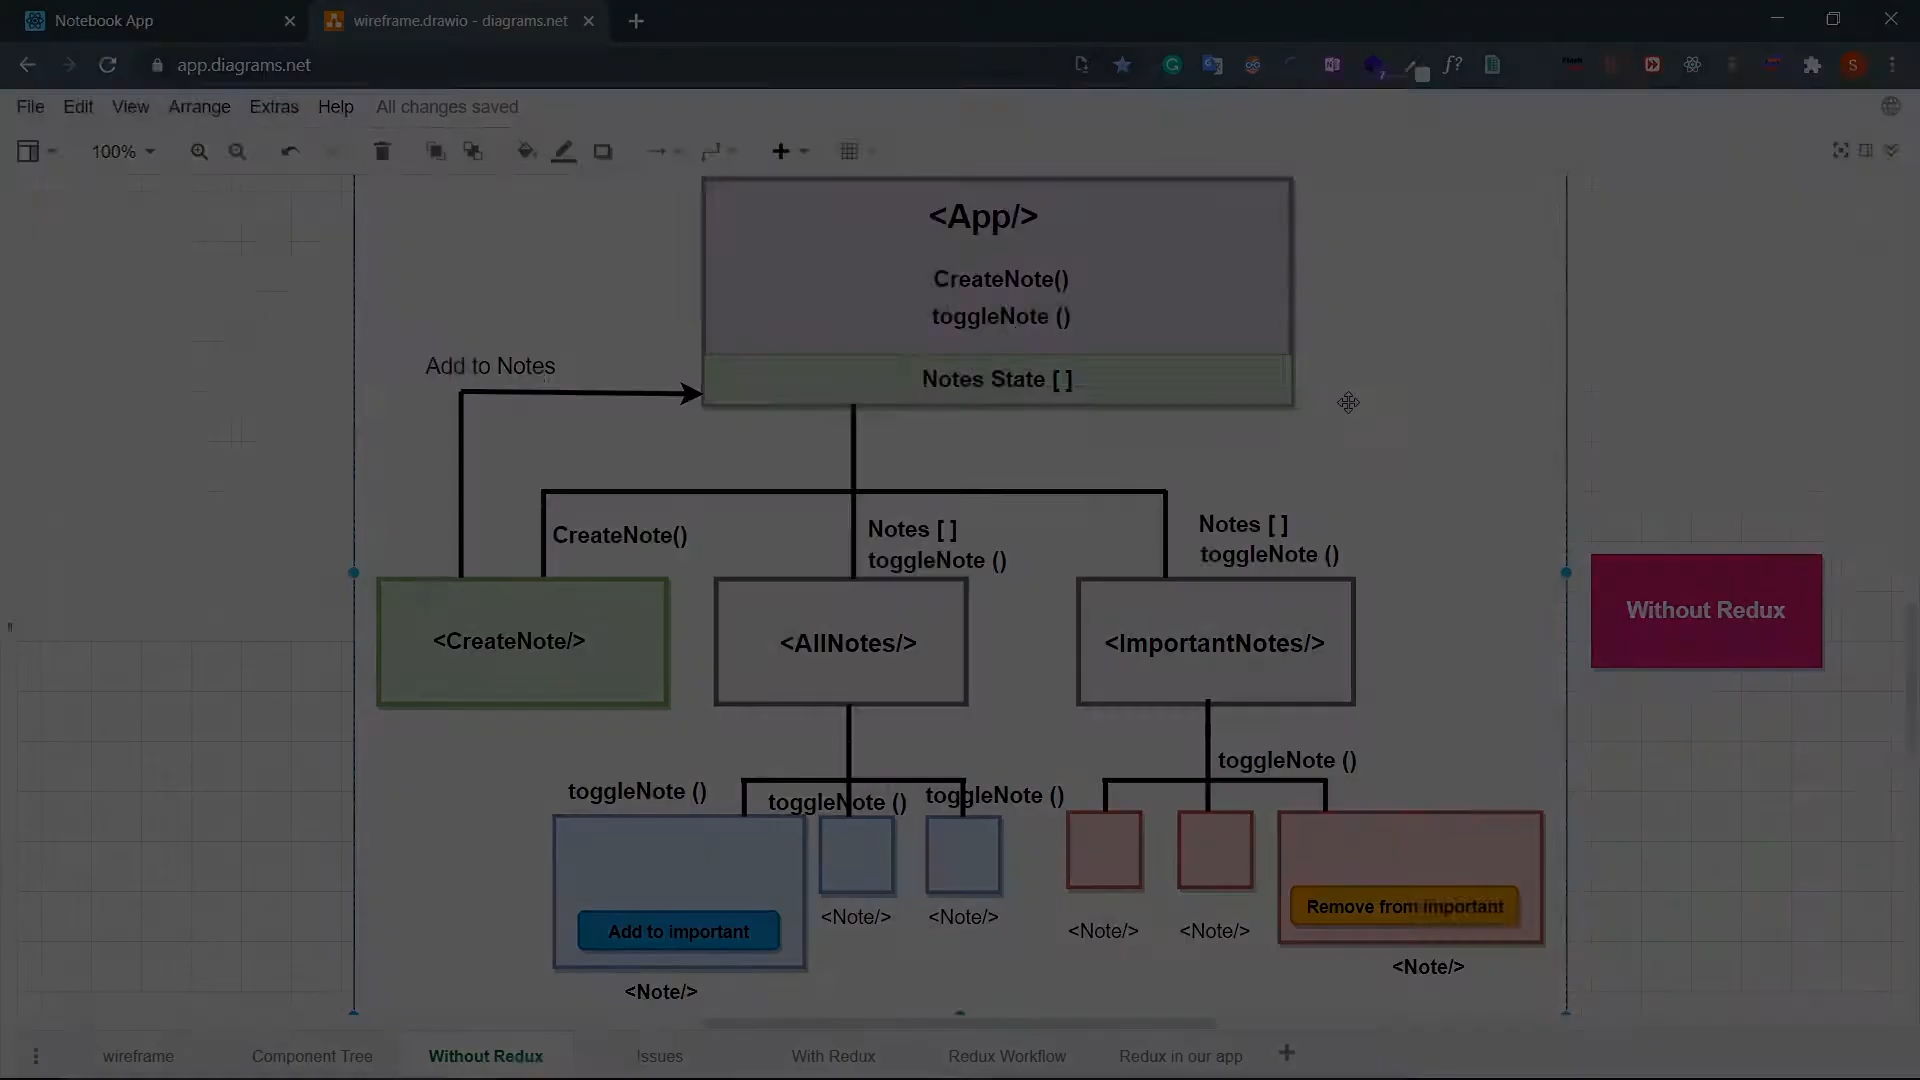 Notebook App
wireframe.drawio - diagrams.net
app.diagrams.net
f?
S
File Edit View Arrange Extras Help All changes saved
100%
<App/>
CreateNote()
toggleNote ()
Notes State [ ]
Add to Notes
CreateNote()
Notes [ ]
toggleNote ()
Notes [ ]
toggleNote ()
<CreateNote/>
<AllNotes/>
<ImportantNotes/>
Without Redux
toggleNote ()
toggleNote ()
toggleNote ()
toggleNote ()
Add to important
<Note/>
<Note/>
<Note/>
<Note/>
<Note/>
Remove from important
<Note/>
wireframe Component Tree Without Redux Issues With Redux Redux Workflow Redux in our app